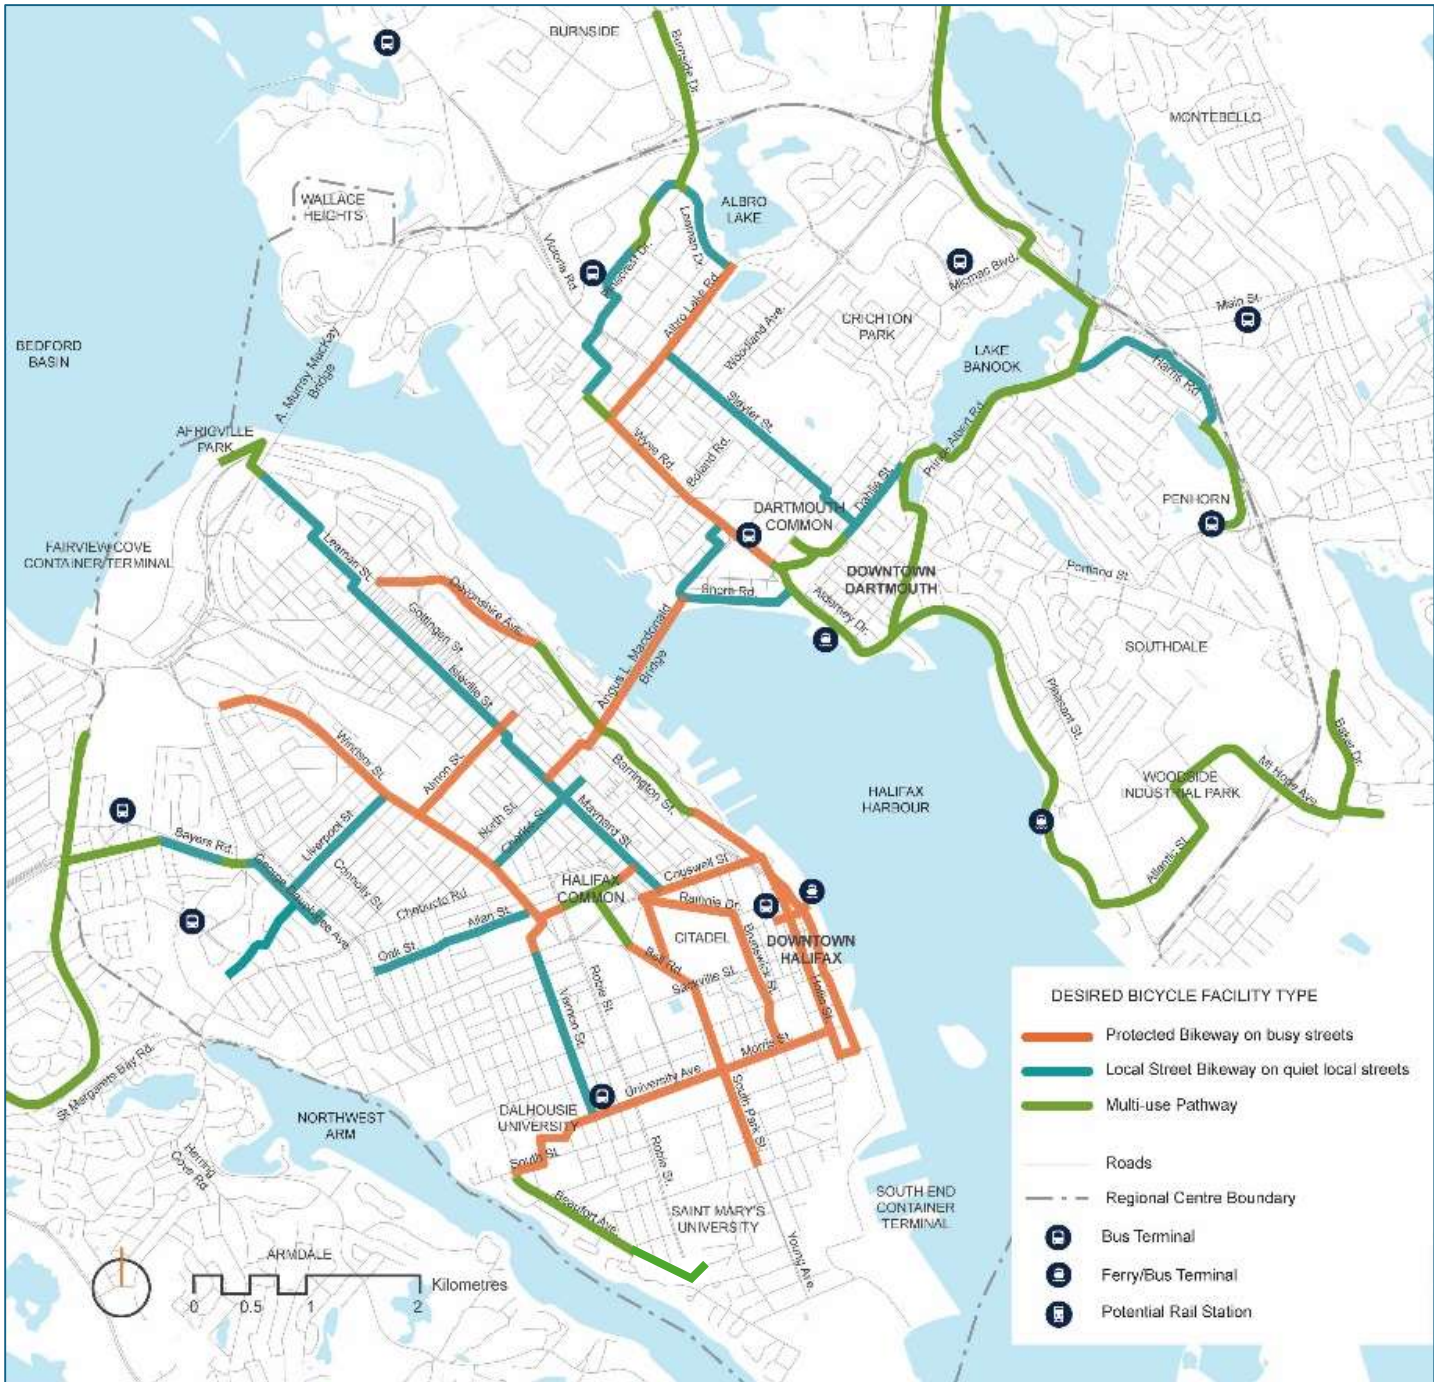 BURNSIDE
Burnside Dr.
MONTEBELLO
WALLACE
HEIGHTS
ALBRO
LAKE
Leaman Dr.
Victoria Rd.
Pinecrest Dr.
Micmac Blvd.
Main St.
Albro Lake Rd.
Woodland Ave.
CRICHTON
PARK
BEDFORD
BASIN
A. Murray MacKay
Bridge
LAKE
BANOOK
Harris Rd.
Slayter St.
AFRICVILLE
PARK
Wyse Rd.
Boland Rd.
Prince Albert Rd.
Dahlia St.
PENHORN
DARTMOUTH
COMMON
FAIRVIEW COVE
CONTAINER TERMINAL
Leaman St.
Portland St.
DOWNTOWN
DARTMOUTH
Devonshire Ave.
Shore Rd.
Alderney Dr.
Gottingen St.
Angus L. Macdonald
Bridge
SOUTHDALE
Isleville St.
Pleasant St.
Windsor St.
Almon St.
Barrington St.
Baker Dr.
HALIFAX
HARBOUR
WOODSIDE
INDUSTRIAL PARK
Mt Hope Ave.
Maynard St.
North St.
Liverpool St.
Bayers Rd.
Atlantic St.
Connolly St.
Cogswell St.
HALIFAX
COMMON
Chebucto Rd.
Rainnie Dr.
Allan St.
Oak St.
CITADEL
Brunswick St.
DOWNTOWN
HALIFAX
Bell Rd.
Sackville St.
Robie St.
Hollis St.
Vernon St.
Morris St.
St Margarets Bay Rd.
University Ave.
South Park St.
NORTHWEST
ARM
DALHOUSIE
UNIVERSITY
South St.
Robie St.
Herring
Cove Rd.
Beaufort Ave.
SAINT MARY'S
UNIVERSITY
SOUTH END
CONTAINER
TERMINAL
Young Ave.
ARMDALE
Kilometres
0 0.5 1 2
DESIRED BICYCLE FACILITY TYPE
Protected Bikeway on busy streets
Local Street Bikeway on quiet local streets
Multi-use Pathway
Roads
Regional Centre Boundary
Bus Terminal
Ferry/Bus Terminal
Potential Rail Station